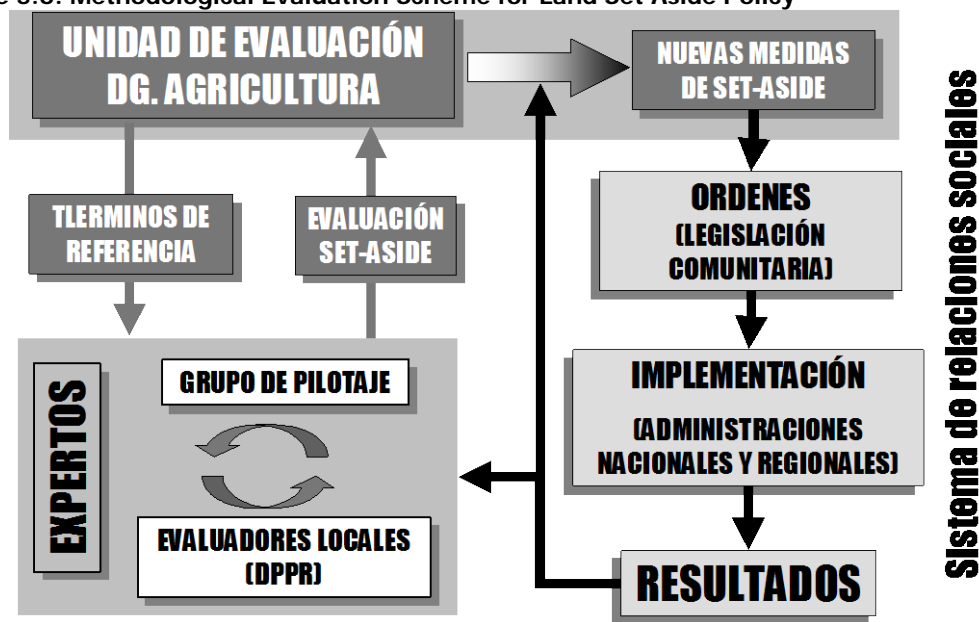 e 3.3: Methodological Evaluation Scheme for Land Set Aside Policy
UNIDAD DE EVALUACIÓN
DG. AGRICULTURA
NUEVAS MEDIDAS
DE SET-ASIDE
TLERMINOS DE
REFERENCIA
EVALUACIÓN
SET-ASIDE
ORDENES
(LEGISLACIÓN
COMUNITARIA)
EXPERTOS
GRUPO DE PILOTAJE
EVALUADORES LOCALES
(DPPR)
IMPLEMENTACIÓN
(ADMINISTRACIONES
NACIONALES Y REGIONALES)
RESULTADOS
Sistema de relaciones sociales